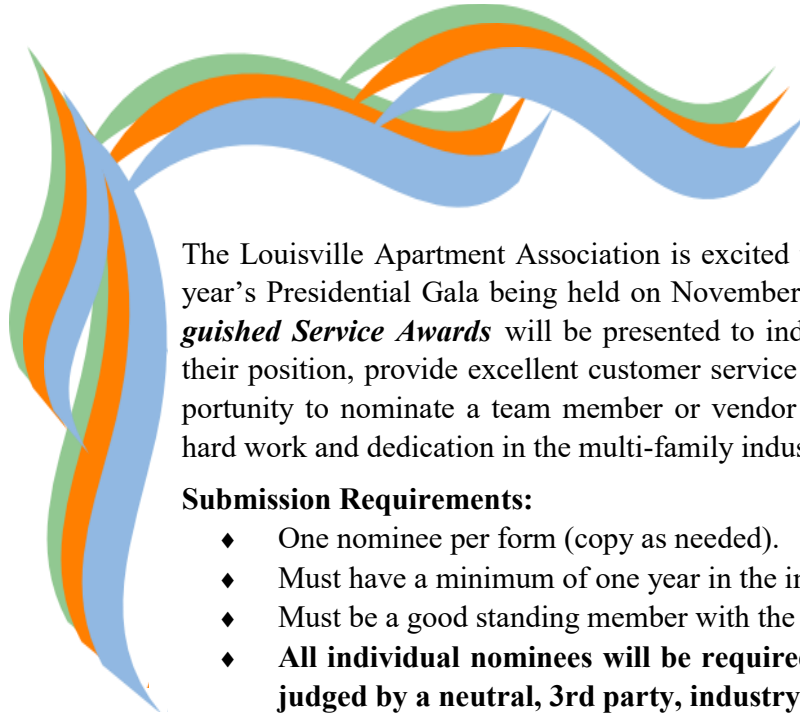 The Louisville Apartment Association is excited
year’s Presidential Gala being held on November
guished Service Awards will be presented to
their position, provide excellent customer service
portunity to nominate a team member or vendor
hard work and dedication in the multi-family
Submission Requirements:
♦ One nominee per form (copy as needed).
♦ Must have a minimum of one year in the
♦ Must be a good standing member with the
♦ All individual nominees will be
judged by a neutral, 3rd party, industry